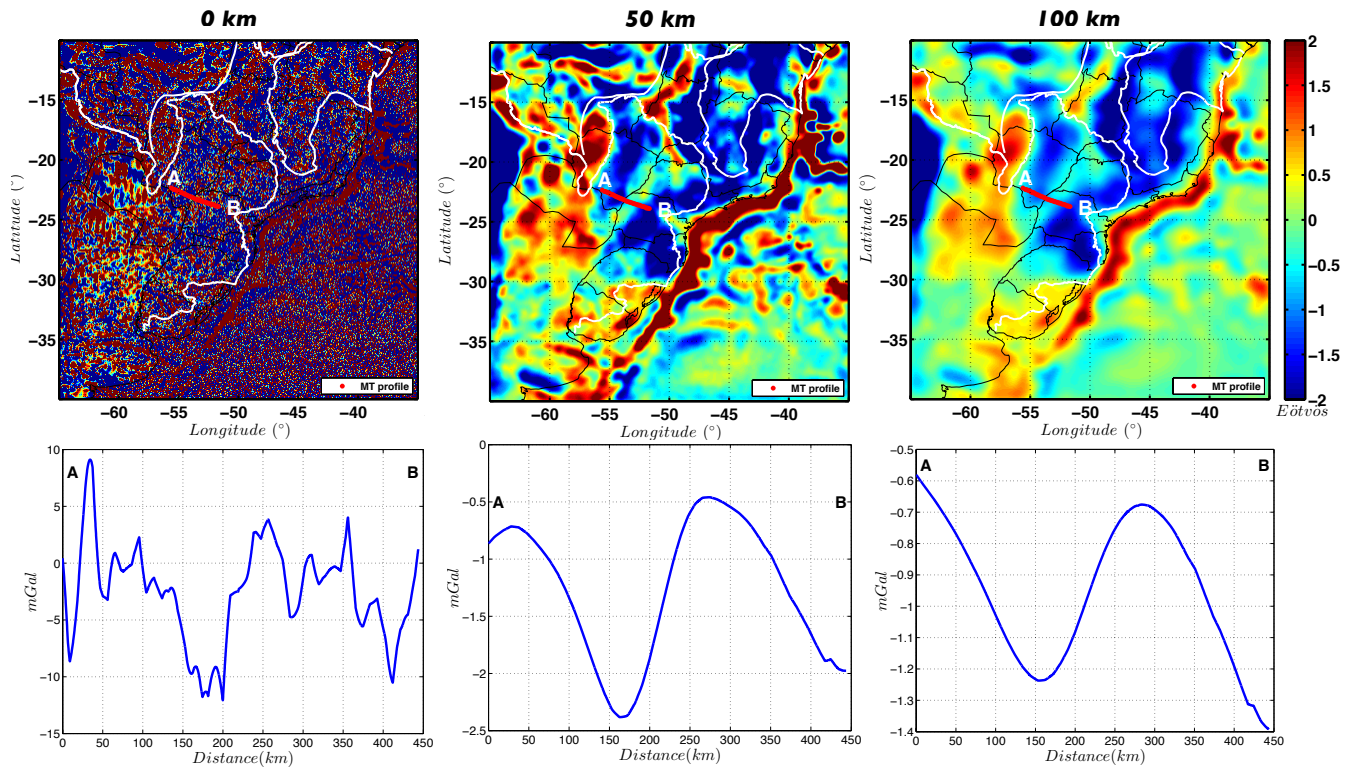 0 km 50 km 100 km
−15
−20
−25
−30
−35
Latitude (°)
A
B
MT profile
−60 −55 −50 −45 −40
Longitude (°)
−15
−20
−25
−30
−35
Latitude (°)
A
B
MT profile
−60 −55 −50 −45 −40
Longitude (°)
−15
−20
−25
−30
−35
Latitude (°)
A
B
MT profile
−60 −55 −50 −45 −40
Longitude (°)
2
1.5
1
0.5
0
−0.5
−1
−1.5
−2
Eötvös
10
5
0
−5
−10
−15
mGal
A B
0 50 100 150 200 250 300 350 400 450
Distance(km)
0
−0.5
−1
−1.5
−2
−2.5
mGal
A B
0 50 100 150 200 250 300 350 400 450
Distance(km)
−0.5
−0.6
−0.7
−0.8
−0.9
−1
−1.1
−1.2
−1.3
−1.4
mGal
A B
0 50 100 150 200 250 300 350 400 450
Distance(km)